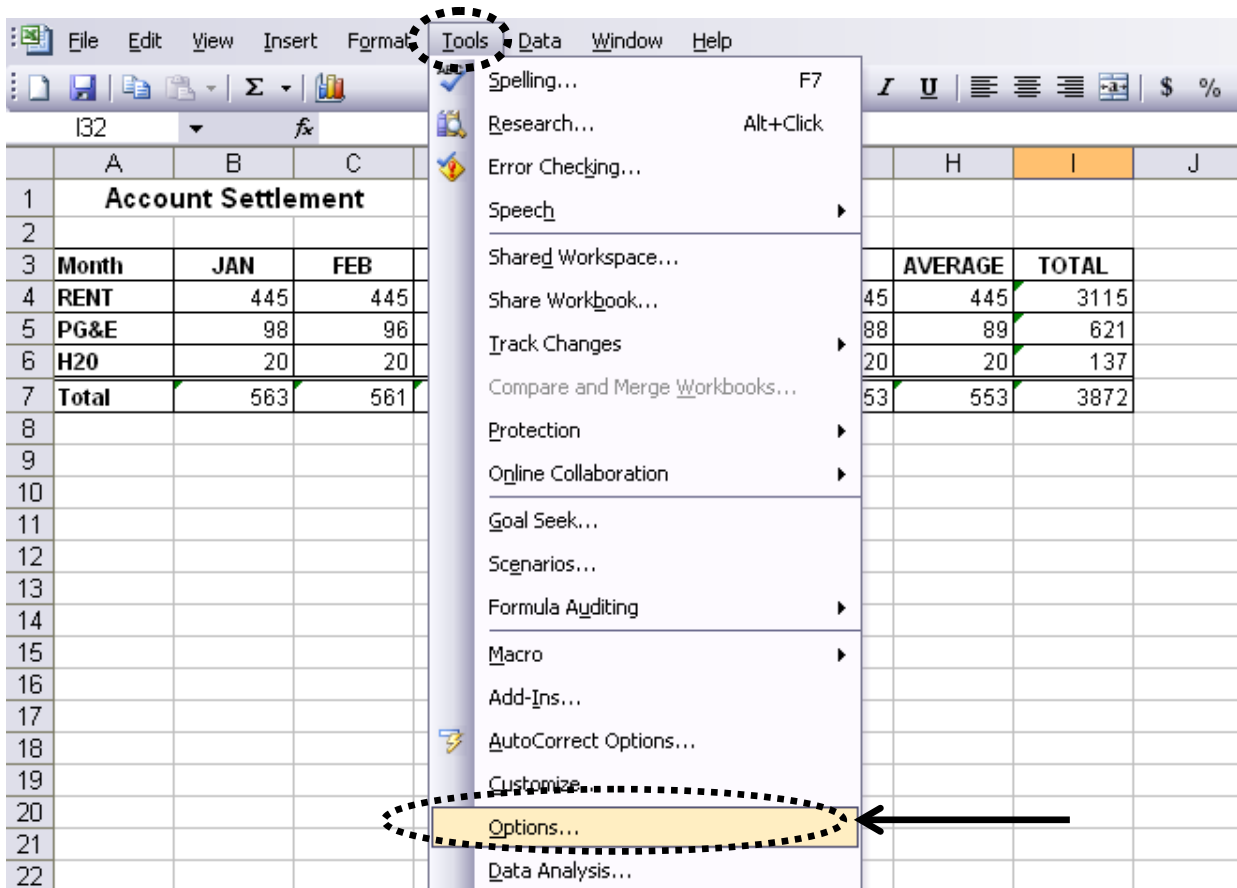 File Edit View Insert Format Tools Data Window Help
Σ I U $ %
I32 fx
A B C H I J
1 Account Settlement
2
3 Month JAN FEB AVERAGE TOTAL
4 RENT 445 445 45 445 3115
5 PG&E 98 96 88 89 621
6 H20 20 20 20 20 137
7 Total 563 561 53 553 3872
8
9
10
11
12
13
14
15
16
17
18
19
20
21
22
Spelling... F7
Research... Alt+Click
Error Checking...
Speech
Shared Workspace...
Share Workbook...
Track Changes
Compare and Merge Workbooks...
Protection
Online Collaboration
Goal Seek...
Scenarios...
Formula Auditing
Macro
Add-Ins...
AutoCorrect Options...
Customize...
Options...
Data Analysis...